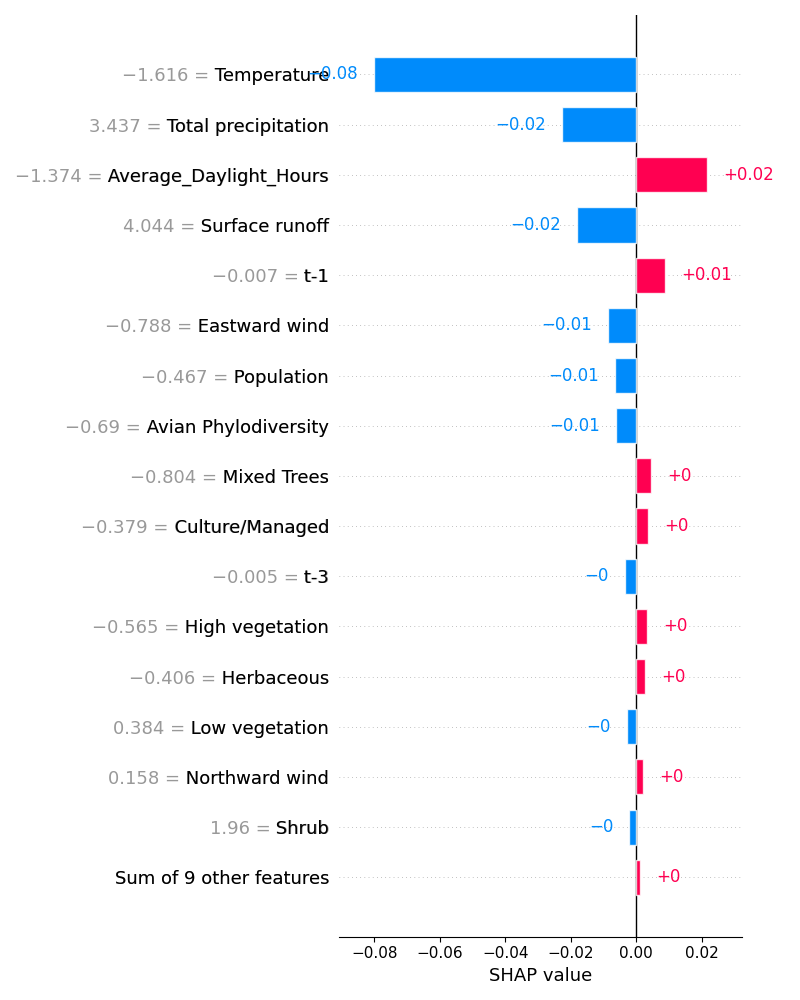 −1.616 = Temperature −0.08
3.437 = Total precipitation −0.02
−1.374 = Average_Daylight_Hours +0.02
4.044 = Surface runoff −0.02
−0.007 = t-1 +0.01
−0.788 = Eastward wind −0.01
−0.467 = Population −0.01
−0.69 = Avian Phylodiversity −0.01
−0.804 = Mixed Trees +0
−0.379 = Culture/Managed +0
−0.005 = t-3 −0
−0.565 = High vegetation +0
−0.406 = Herbaceous +0
0.384 = Low vegetation −0
0.158 = Northward wind +0
1.96 = Shrub −0
Sum of 9 other features +0
−0.08 −0.06 −0.04 −0.02 0.00 0.02
SHAP value